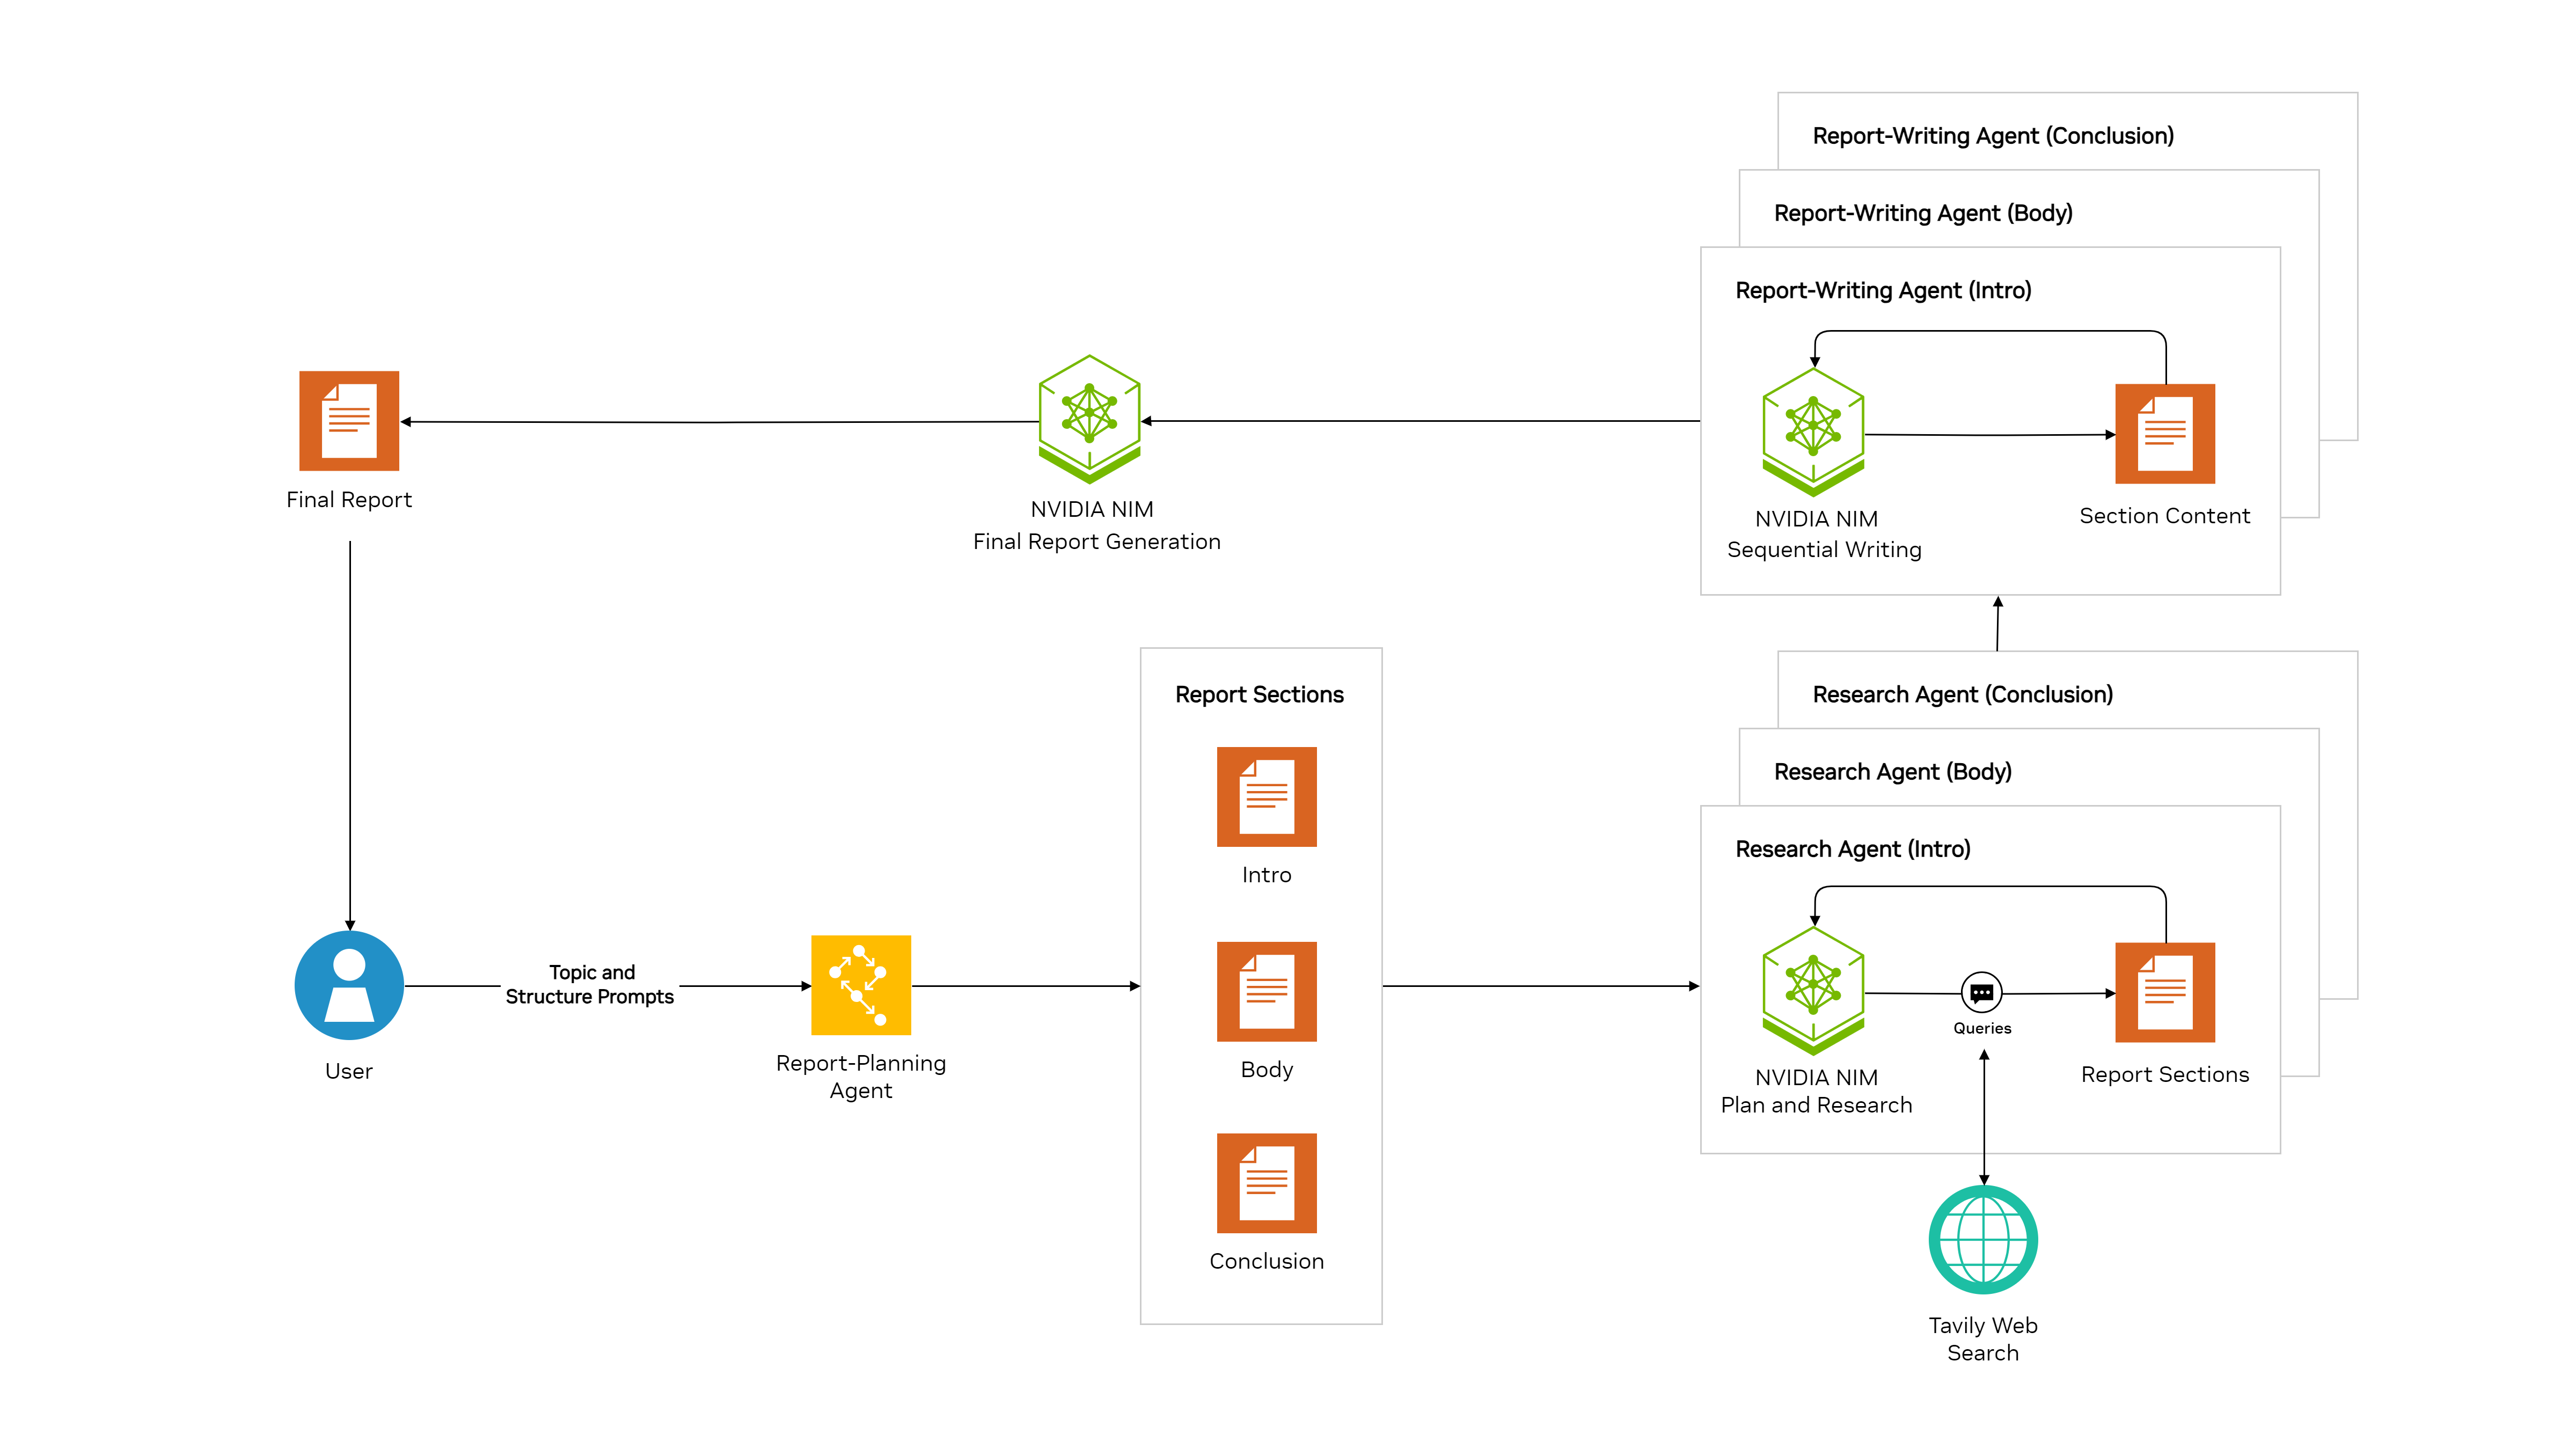 Report-Writing Agent (Conclusion)
Report-Writing Agent (Body)
Report-Writing Agent (Intro)
NVIDIA NIM
Sequential Writing
Section Content
NVIDIA NIM
Final Report Generation
Final Report
User
Topic and
Structure Prompts
Report-Planning
Agent
Report Sections
Intro
Body
Conclusion
Research Agent (Conclusion)
Research Agent (Body)
Research Agent (Intro)
NVIDIA NIM
Plan and Research
Queries
Report Sections
Tavily Web
Search